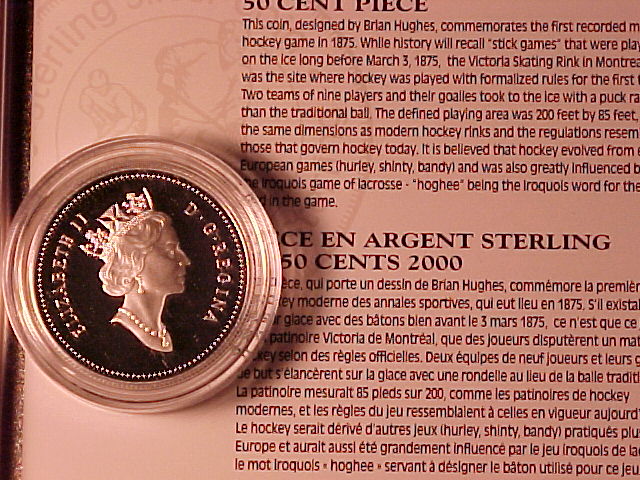 50 CENT PIECE
This coin, designed by Brian Hughes, commemorates the first recorded
hockey game in 1875. While history will recall "stick games" that were
on the ice long before March 3, 1875, the Victoria Skating Rink in
was the site where hockey was played with formalized rules for the first
Two teams of nine players and their goalies took to the ice with a puck
than the traditional ball. The defined playing area was 200 feet by 85 feet,
the same dimensions as modern hockey rinks and the regulations
those that govern hockey today. It is believed that hockey evolved from
European games (hurley, shinty, bandy) and was also greatly influenced
the Iroquois game of lacrosse - "hoghee" being the Iroquois word for the
in the game.
EN ARGENT STERLING
50 CENTS 2000
qui porte un dessin de Brian Hughes, commémore la
moderne des annales sportives, qui eut lieu en 1875. S'il
glace avec des bâtons bien avant le 3 mars 1875, ce n'est que ce
patinoire Victoria de Montréal, que des joueurs disputèrent un
selon des règles officielles. Deux équipes de neuf joueurs et leurs
but s'élancèrent sur la glace avec une rondelle au lieu de la balle
La patinoire mesurait 85 pieds sur 200, comme les patinoires de hockey
modernes, et les règles du jeu ressemblaient à celles en vigueur
Le hockey serait dérivé d'autres jeux (hurley, shinty, bandy) pratiqués
Europe et aurait aussi été grandement influencé par le jeu iroquois de
le mot iroquois « hoghee » servant à désigner le bâton utilisé pour ce
ELIZABETH II D·G·REGINA
sterling